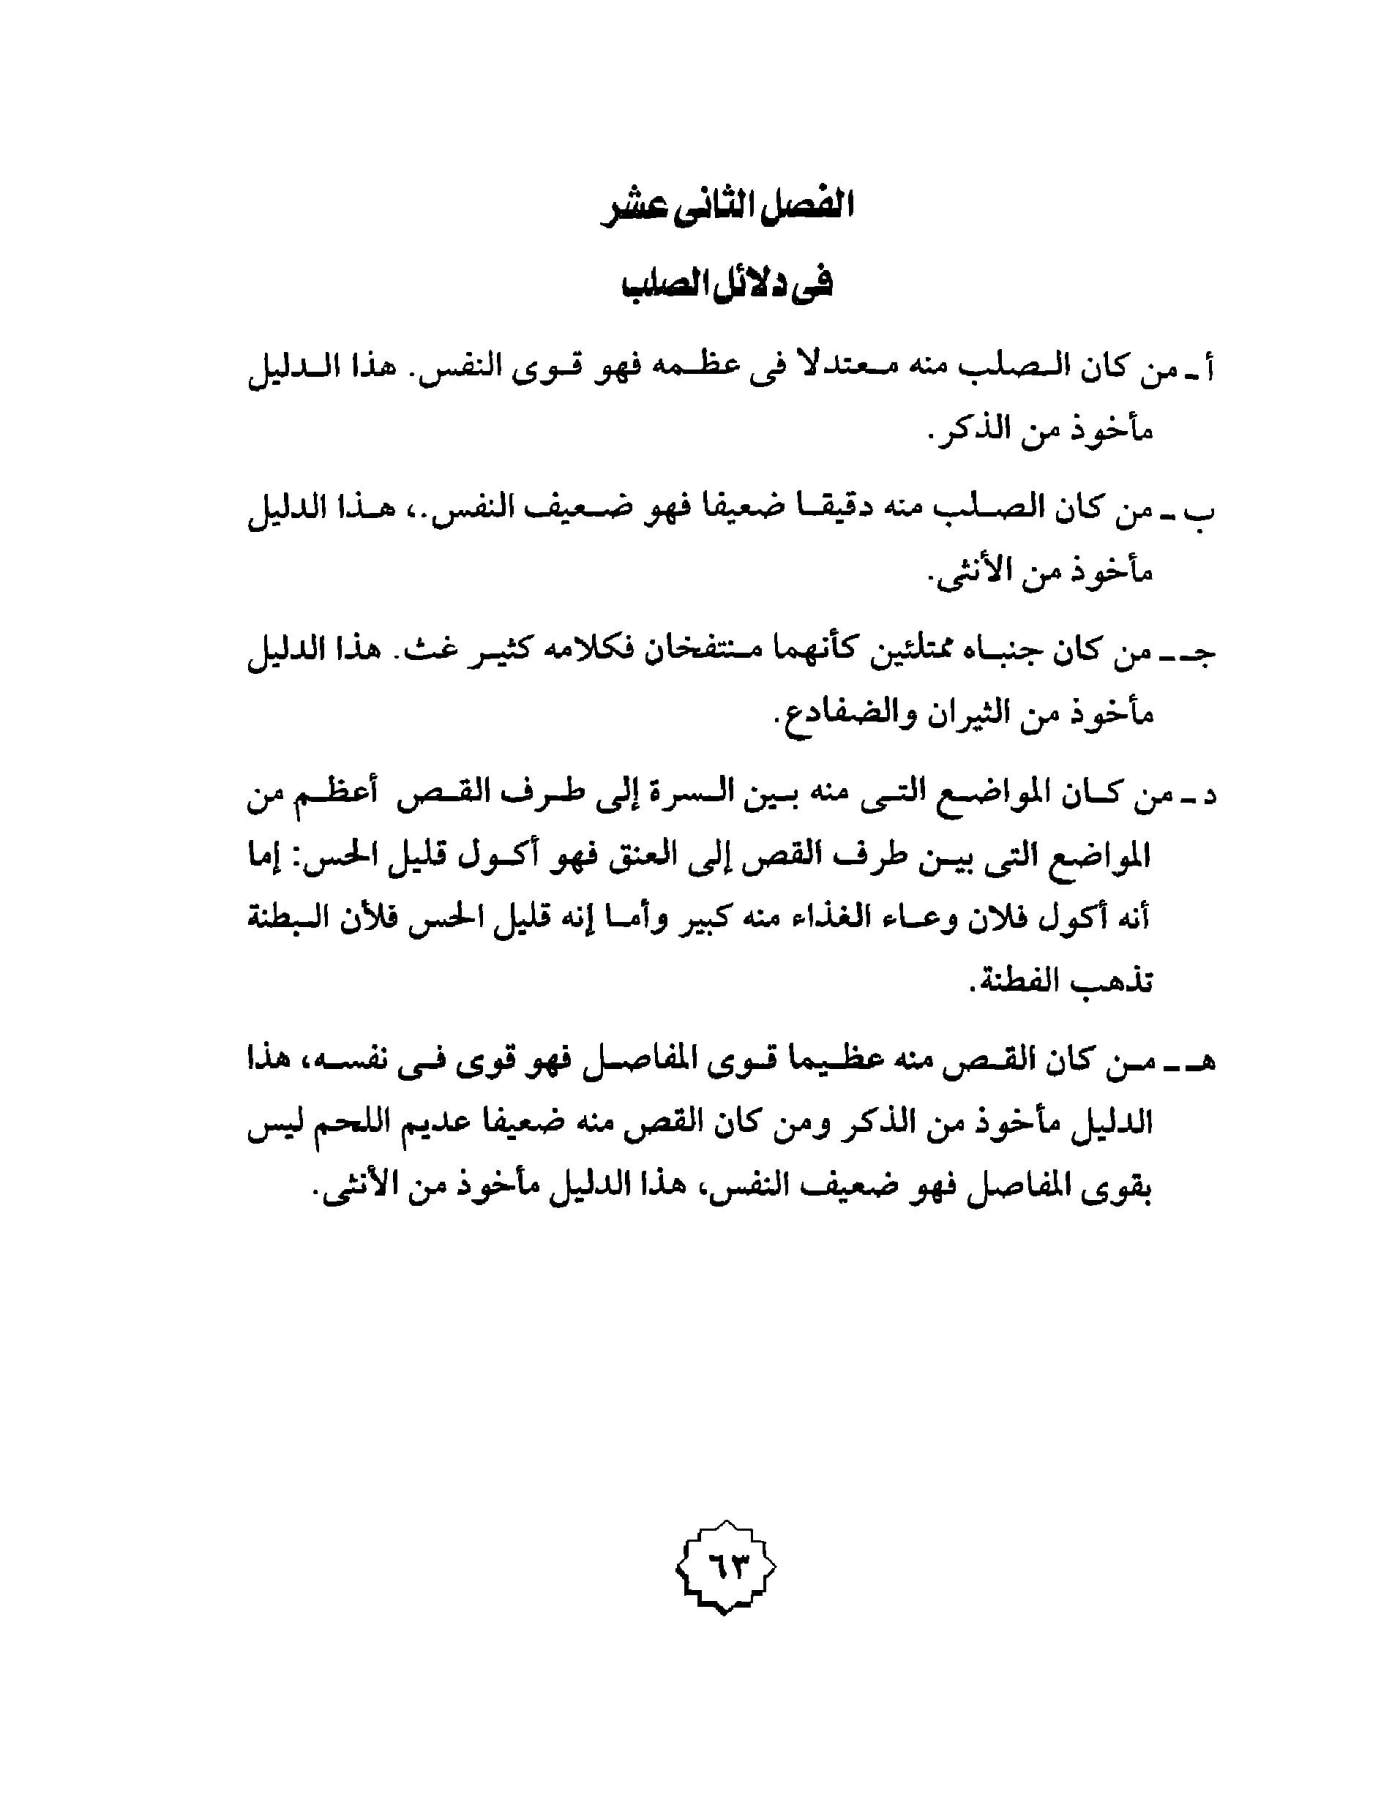 الفصل الثانى عشر
فى دلائل الصلب
أ ـ من كان الصلب منه معتدلا فى عظمه فهو قوى النفس. هذا الدليل
مأخوذ من الذكر.
ب ـ من كان الصلب منه دقيقا ضعيفا فهو ضعيف النفس.، هذا الدليل
مأخوذ من الأنثى.
جـ ـ من كان جنباه ممتلئين كأنهما منتفخان فكلامه كثير غث. هذا الدليل
مأخوذ من الثيران والضفادع.
د ـ من كان المواضع التى منه بين السرة إلى طرف القص أعظم من
المواضع التى بين طرف القص إلى العنق فهو أكول قليل الحس: إما
أنه أكول فلان وعاء الغذاء منه كبير وأما إنه قليل الحس فلأن البطنة
تذهب الفطنة.
هـ ـ من كان القص منه عظيما قوى المفاصل فهو قوى فى نفسه، هذا
الدليل مأخوذ من الذكر ومن كان القص منه ضعيفا عديم اللحم ليس
بقوى المفاصل فهو ضعيف النفس، هذا الدليل مأخوذ من الأنثى.
٦٣